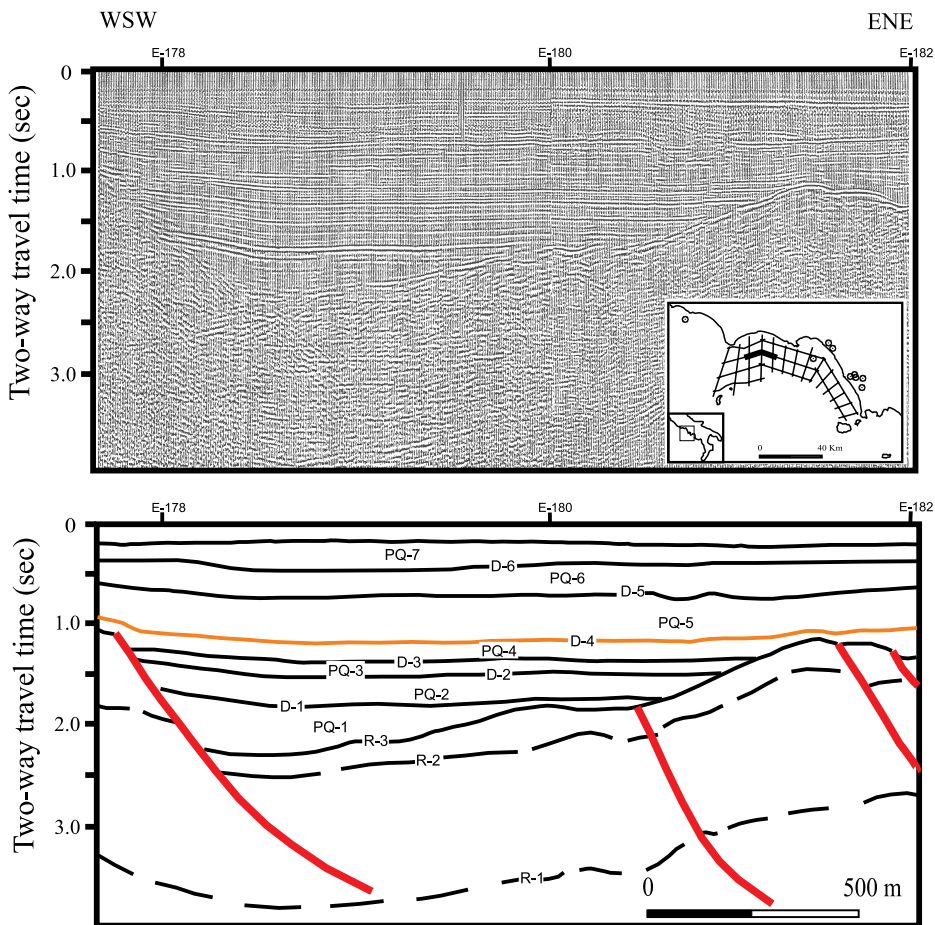 WSW
ENE
E-178
E-180
E-182
Two-way travel time (sec)
0
1.0
2.0
3.0
0
40 Km
E-178
E-180
E-182
Two-way travel time (sec)
0
1.0
2.0
3.0
PQ-7
D-6
PQ-6
D-5
PQ-5
D-4
PQ-4
D-3
PQ-3
D-2
PQ-2
D-1
PQ-1
R-3
R-2
R-1
0
500 m